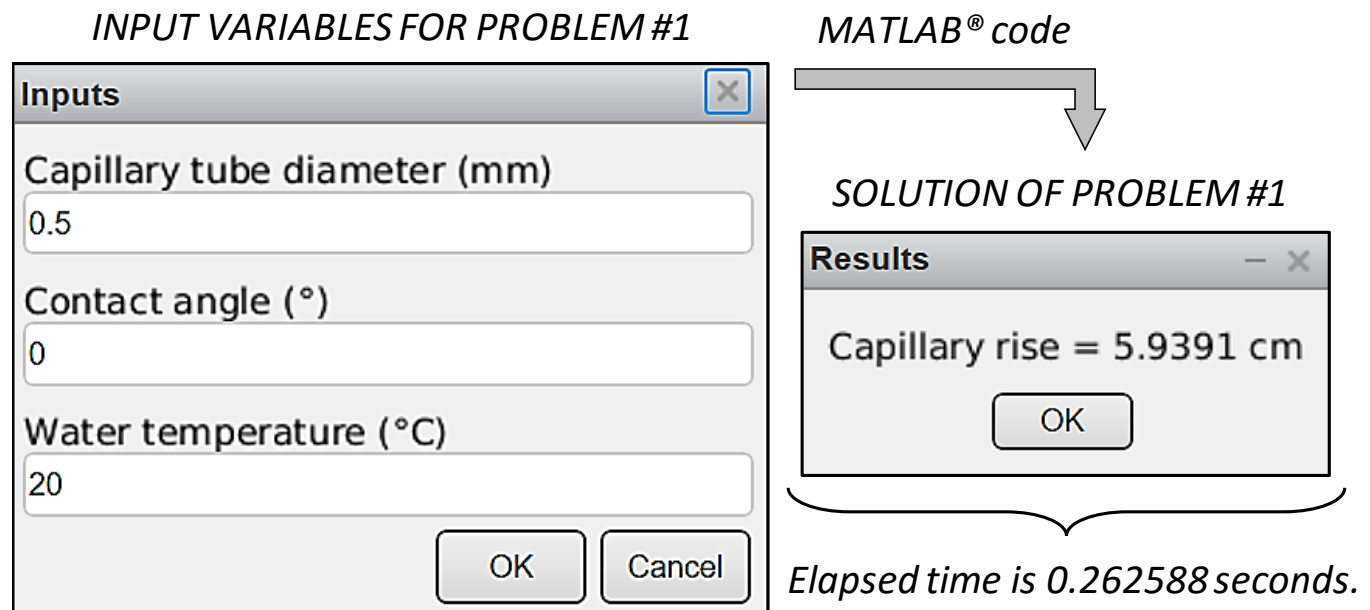 INPUT VARIABLES FOR PROBLEM #1
Inputs
Capillary tube diameter (mm)
0.5
Contact angle (°)
0
Water temperature (°C)
20
OK Cancel
MATLAB® code
SOLUTION OF PROBLEM #1
Results
Capillary rise = 5.9391 cm
OK
Elapsed time is 0.262588 seconds.